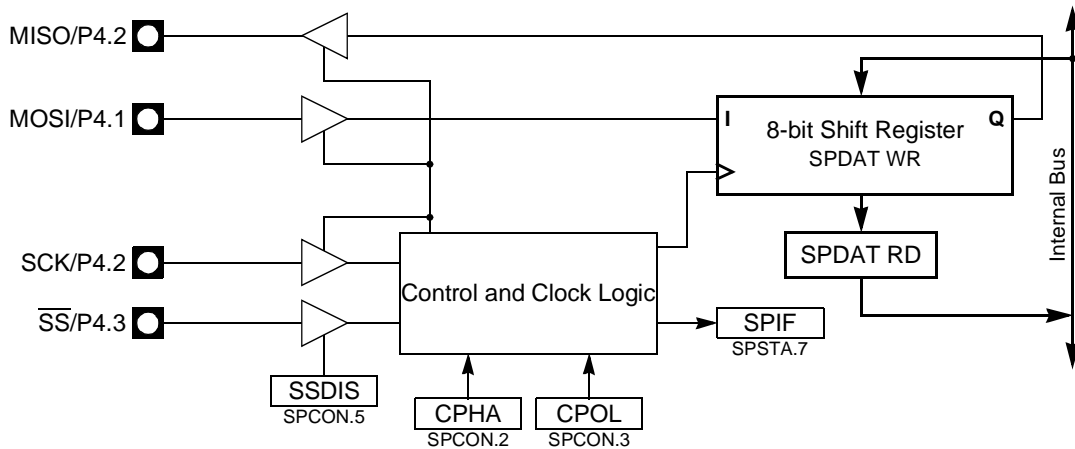 MISO/P4.2
MOSI/P4.1
I
8-bit Shift Register
Q
SPDAT WR
Internal Bus
SCK/P4.2
SPDAT RD
Control and Clock Logic
SS/P4.3
SPIF
SPSTA.7
SSDIS
SPCON.5
CPHA
SPCON.2
CPOL
SPCON.3